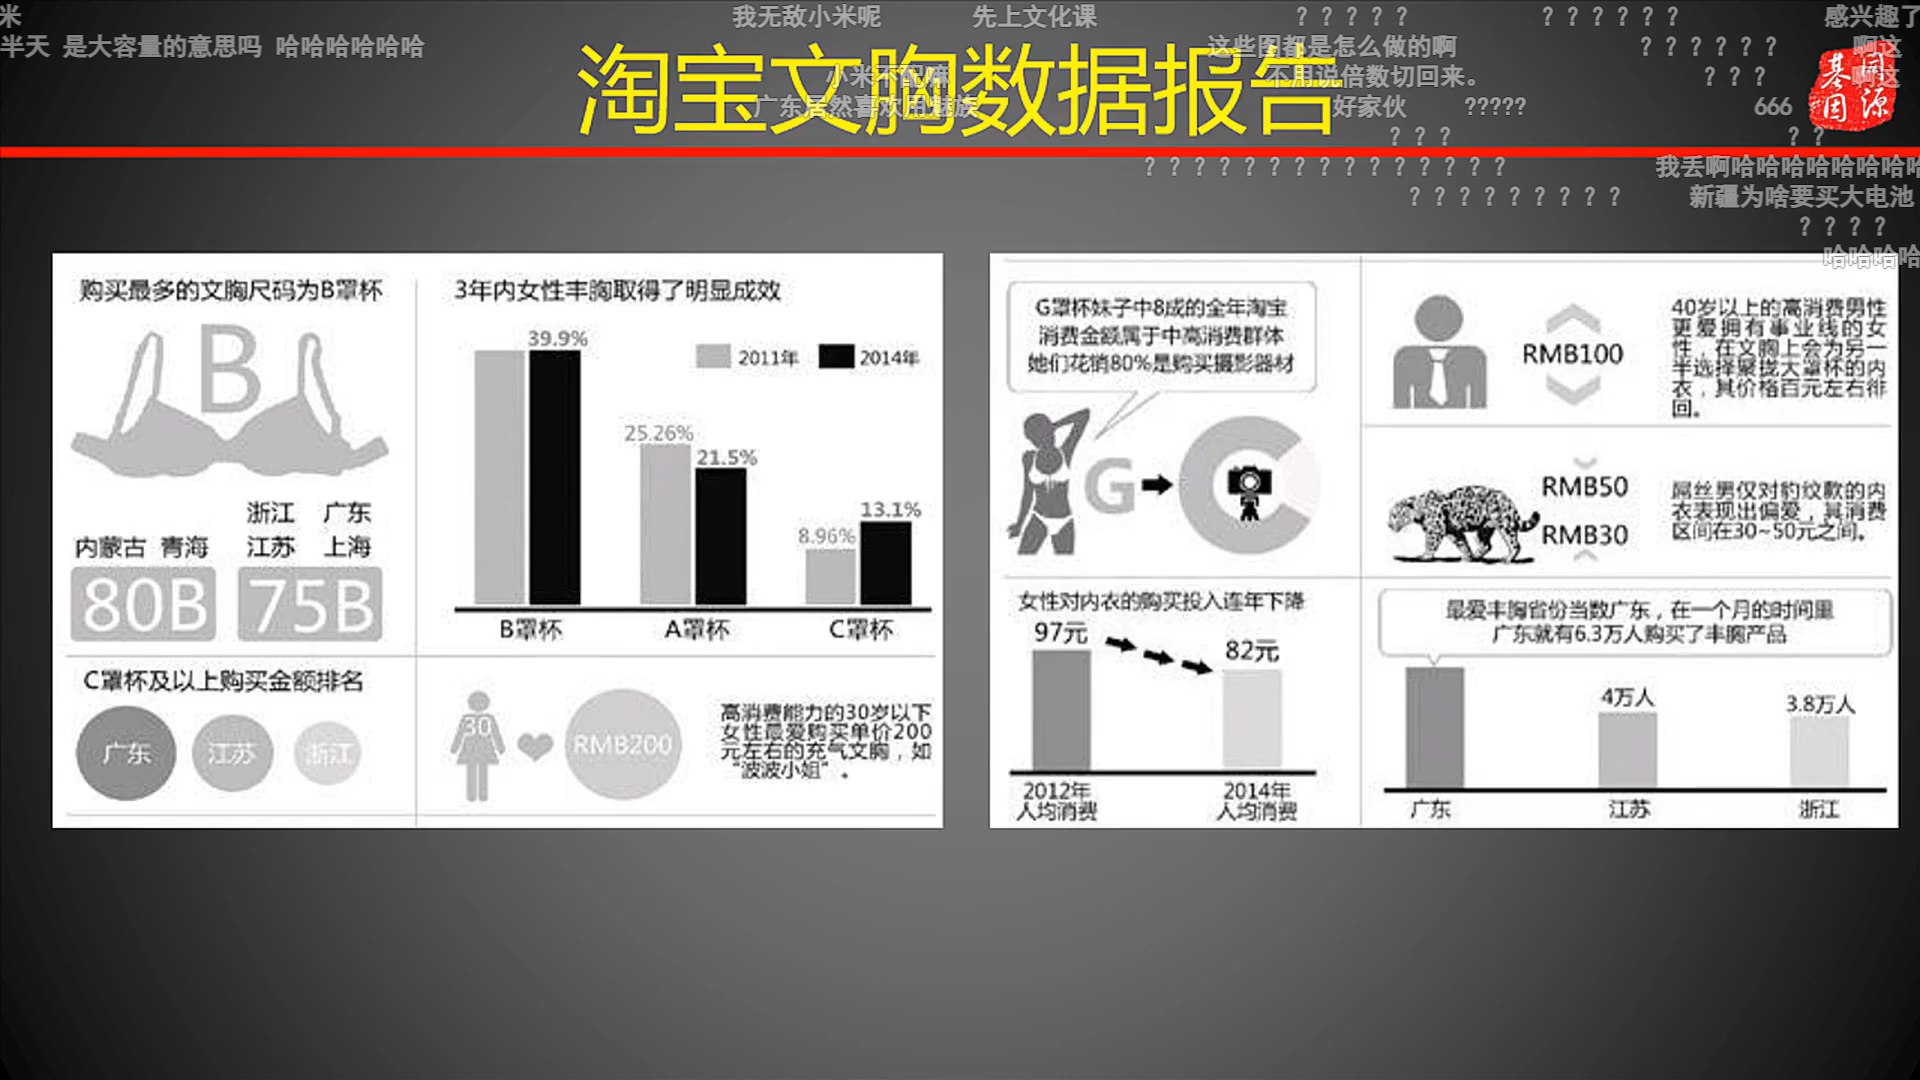 米
我无敌小米呢
先上文化课
？？？？？
？？？？？？
感兴趣了
半天
是大容量的意思吗
哈哈哈哈哈哈
这些图都是怎么做的啊
？？？？？？
啊这
淘宝文胸数据报告
小米不配嘛
不用说倍数切回来。
？？？
啊这
广东居然喜欢用魅族
好家伙
?????
666
基因
同源
？？？
？？
？？？？？？？？？？？？？？？
我丢啊哈哈哈哈哈哈哈哈
？？？？？？？？？
新疆为啥要买大电池
？？？？
哈哈哈哈
购买最多的文胸尺码为B罩杯
B
内蒙古 青海
80B
浙江 广东
江苏 上海
75B
3年内女性丰胸取得了明显成效
2011年
2014年
39.9%
25.26%
21.5%
8.96%
13.1%
B罩杯
A罩杯
C罩杯
C罩杯及以上购买金额排名
广东
江苏
浙江
30
RMB200
高消费能力的30岁以下
女性最爱购买单价200
元左右的充气文胸，如
“波波小姐”。
G罩杯妹子中8成的全年淘宝
消费金额属于中高消费群体
她们花销80%是购买摄影器材
G
RMB100
40岁以上的高消费男性
更爱拥有事业线的女
性，在文胸上会为另一
半选择聚拢大罩杯的内
衣，其价格百元左右徘
徊。
RMB50
RMB30
屌丝男仅对豹纹款的内
衣表现出偏爱，其消费
区间在30~50元之间。
女性对内衣的购买投入连年下降
97元
82元
2012年
人均消费
2014年
人均消费
最爱丰胸省份当数广东，在一个月的时间里
广东就有6.3万人购买了丰胸产品
4万人
3.8万人
广东
江苏
浙江